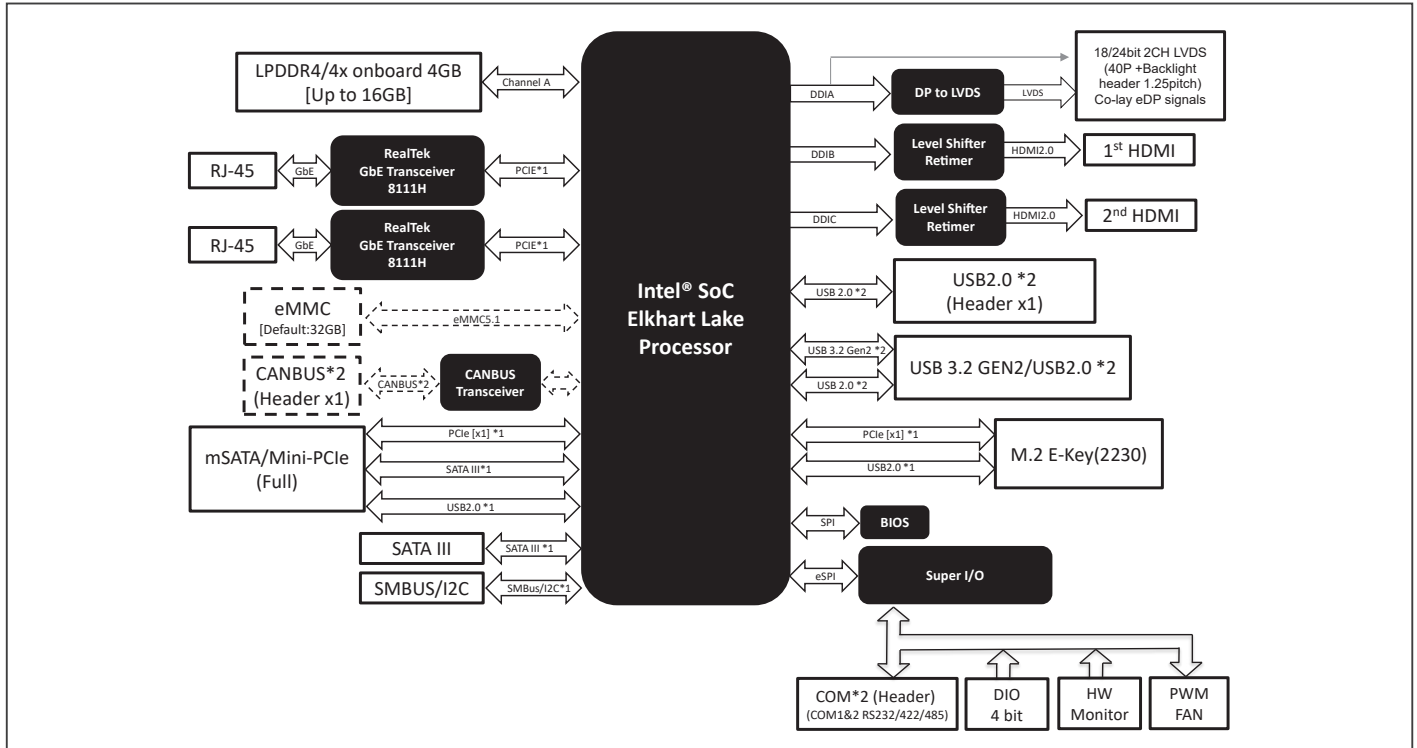 LPDDR4/4x onboard 4GB
[Up to 16GB]
Channel A
RJ-45
GbE
RealTek
GbE Transceiver
8111H
PCIE*1
RJ-45
GbE
RealTek
GbE Transceiver
8111H
PCIE*1
eMMC
[Default:32GB]
eMMC5.1
CANBUS*2
(Header x1)
CANBUS*2
CANBUS
Transceiver
mSATA/Mini-PCIe
(Full)
PCIe [x1] *1
SATA III*1
USB2.0 *1
SATA III
SATA III *1
SMBUS/I2C
SMBus/I2C*1
Intel® SoC
Elkhart Lake
Processor
DDIA
DP to LVDS
LVDS
18/24bit 2CH LVDS
(40P +Backlight
header 1.25pitch)
Co-lay eDP signals
DDIB
Level Shifter
Retimer
HDMI2.0
1st HDMI
DDIC
Level Shifter
Retimer
HDMI2.0
2nd HDMI
USB 2.0 *2
USB2.0 *2
(Header x1)
USB 3.2 Gen2 *2
USB 2.0 *2
USB 3.2 GEN2/USB2.0 *2
PCIe [x1] *1
USB2.0 *1
M.2 E-Key(2230)
SPI
BIOS
eSPI
Super I/O
COM*2 (Header)
(COM1&2 RS232/422/485)
DIO
4 bit
HW
Monitor
PWM
FAN